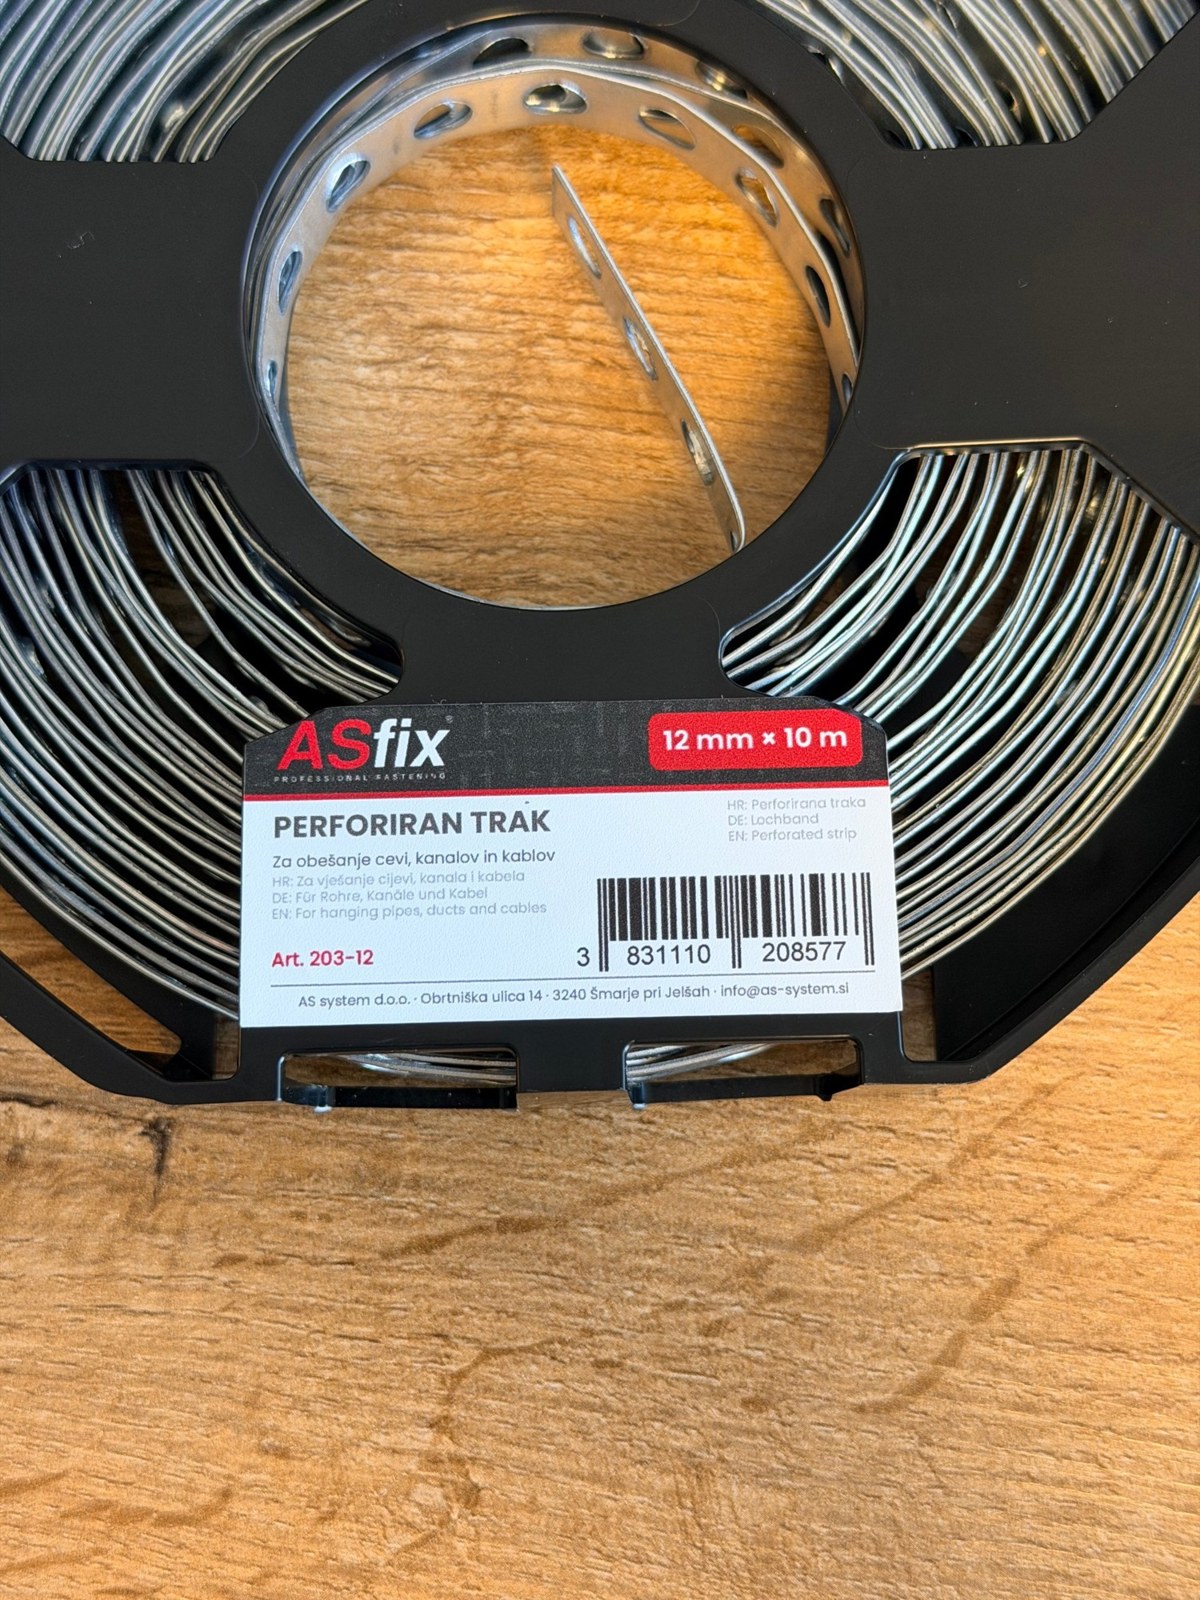 ASfix
PROFESSIONAL FASTENING
12 mm × 10 m
PERFORIRAN TRAK
HR: Perforirana traka
DE: Lochband
EN: Perforated strip
Za obešanje cevi, kanalov in kablov
HR: Za vješanje cijevi, kanala i kabela
DE: Für Rohre, Kanäle und Kabel
EN: For hanging pipes, ducts and cables
Art. 203-12
3 831110 208577
AS system d.o.o. · Obrtniška ulica 14 · 3240 Šmarje pri Jelšah · info@as-system.si